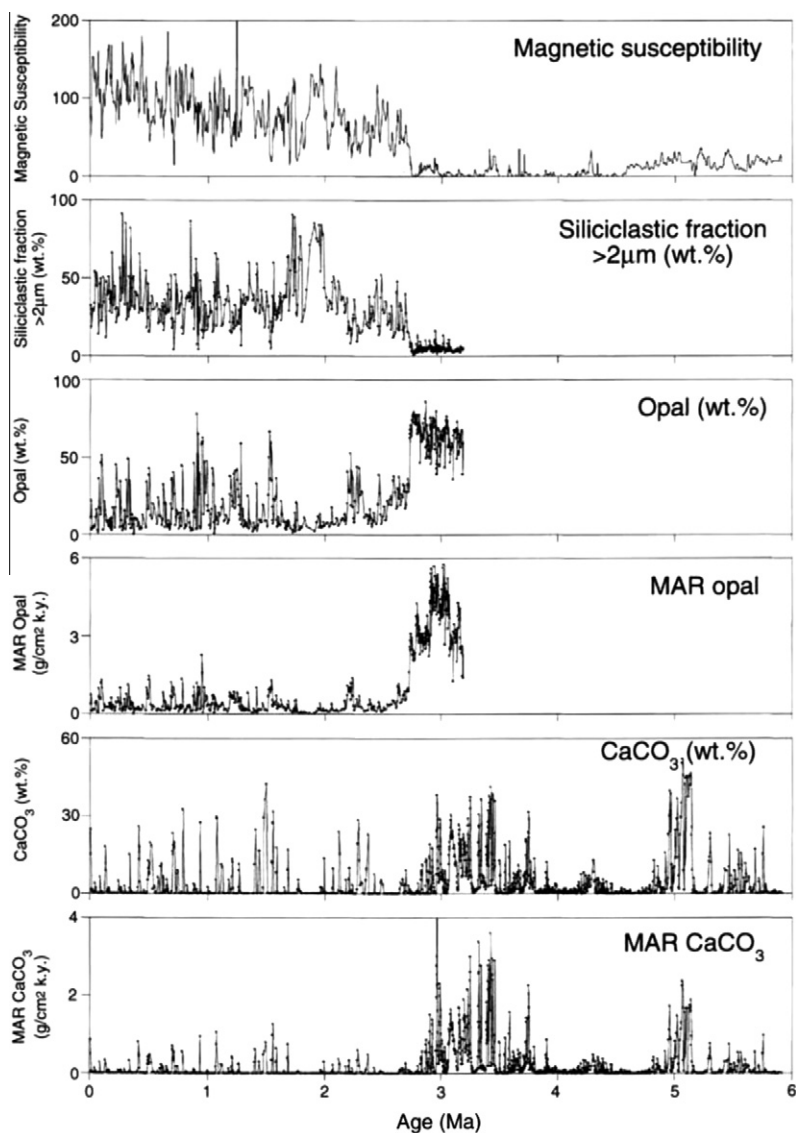 Magnetic susceptibility
Magnetic Susceptibility
200
100
0
Siliciclastic fraction
>2μm (wt.%)
Siliciclastic fraction
>2μm (wt.%)
100
50
0
Opal (wt.%)
Opal (wt.%)
100
50
0
MAR opal
MAR Opal
(g/cm2 k.y.)
6
3
0
CaCO3 (wt.%)
CaCO3 (wt.%)
60
30
0
MAR CaCO3
MAR CaCO3
(g/cm2 k.y.)
4
2
0
0 1 2 3 4 5 6
Age (Ma)